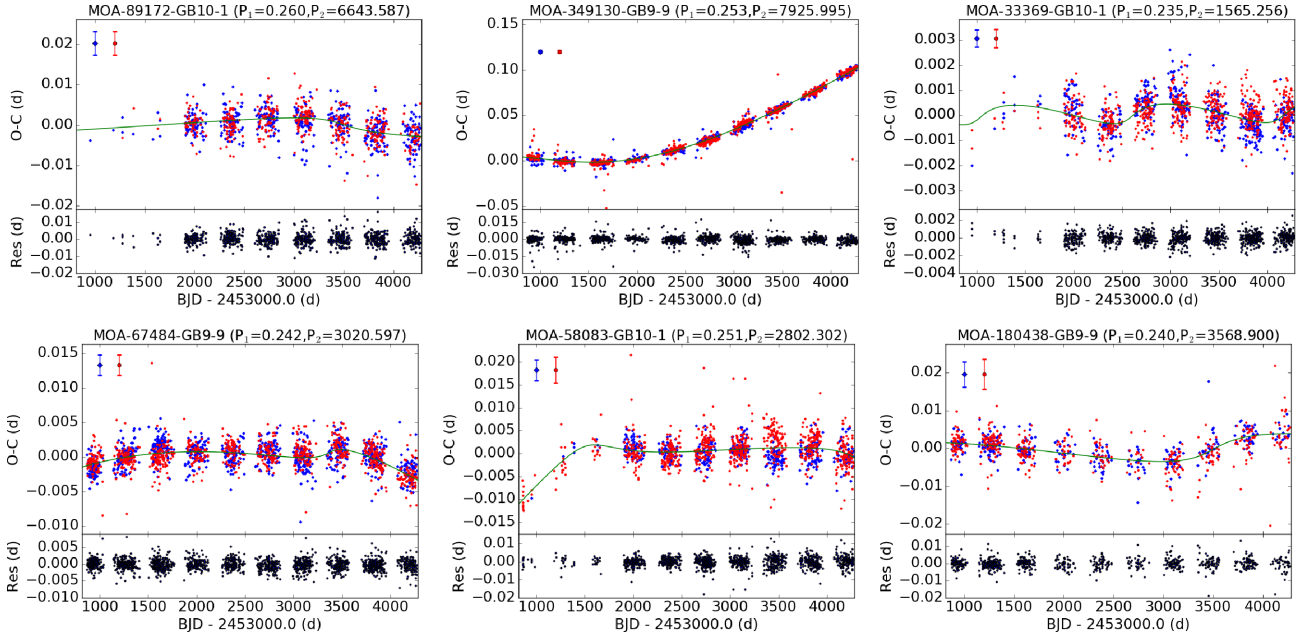 MOA-89172-GB10-1 (P₁=0.260,P₂=6643.587)
O-C (d)
0.02
0.01
0.00
−0.01
−0.02
Res (d)
0.01
0.00
−0.01
−0.02
1000 1500 2000 2500 3000 3500 4000
BJD - 2453000.0 (d)
MOA-349130-GB9-9 (P₁=0.253,P₂=7925.995)
O-C (d)
0.15
0.10
0.05
0.00
−0.05
Res (d)
0.015
0.000
−0.015
−0.030
1000 1500 2000 2500 3000 3500 4000
BJD - 2453000.0 (d)
MOA-33369-GB10-1 (P₁=0.235,P₂=1565.256)
O-C (d)
0.003
0.002
0.001
0.000
−0.001
−0.002
−0.003
Res (d)
0.002
0.000
−0.002
−0.004
1000 1500 2000 2500 3000 3500 4000
BJD - 2453000.0 (d)
MOA-67484-GB9-9 (P₁=0.242,P₂=3020.597)
O-C (d)
0.015
0.010
0.005
0.000
−0.005
−0.010
Res (d)
0.005
0.000
−0.005
−0.010
1000 1500 2000 2500 3000 3500 4000
BJD - 2453000.0 (d)
MOA-58083-GB10-1 (P₁=0.251,P₂=2802.302)
O-C (d)
0.020
0.015
0.010
0.005
0.000
−0.005
−0.010
−0.015
Res (d)
0.01
0.00
−0.01
−0.02
1000 1500 2000 2500 3000 3500 4000
BJD - 2453000.0 (d)
MOA-180438-GB9-9 (P₁=0.240,P₂=3568.900)
O-C (d)
0.02
0.01
0.00
−0.01
−0.02
Res (d)
0.01
0.00
−0.01
−0.02
1000 1500 2000 2500 3000 3500 4000
BJD - 2453000.0 (d)